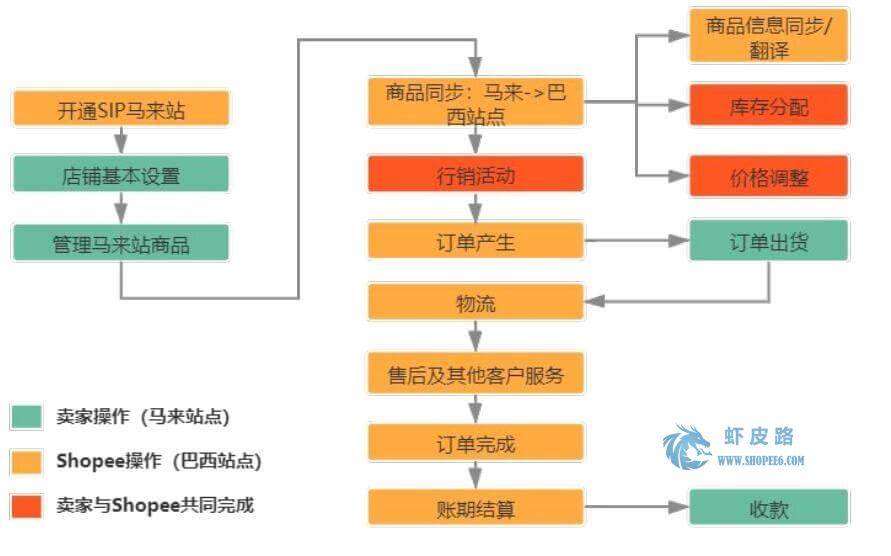 开通SIP马来站
店铺基本设置
管理马来站商品
商品同步：马来->巴
西站点
商品信息同步/
翻译
库存分配
价格调整
行销活动
订单产生
订单出货
物流
售后及其他客户服务
订单完成
账期结算
收款
卖家操作（马来站点）
Shopee操作（巴西站点）
卖家与Shopee共同完成
虾皮路
WWW.SHOPEE6.COM